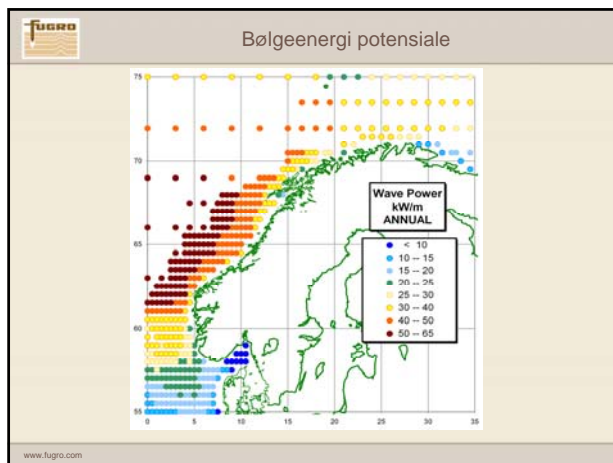 FUGRO
Bølgeenergi potensiale
75
70
65
60
55
0 5 10 15 20 25 30 35
Wave Power
kW/m
ANNUAL
< 10
10 -- 15
15 -- 20
20 -- 25
25 -- 30
30 -- 40
40 -- 50
50 -- 65
www.fugro.com